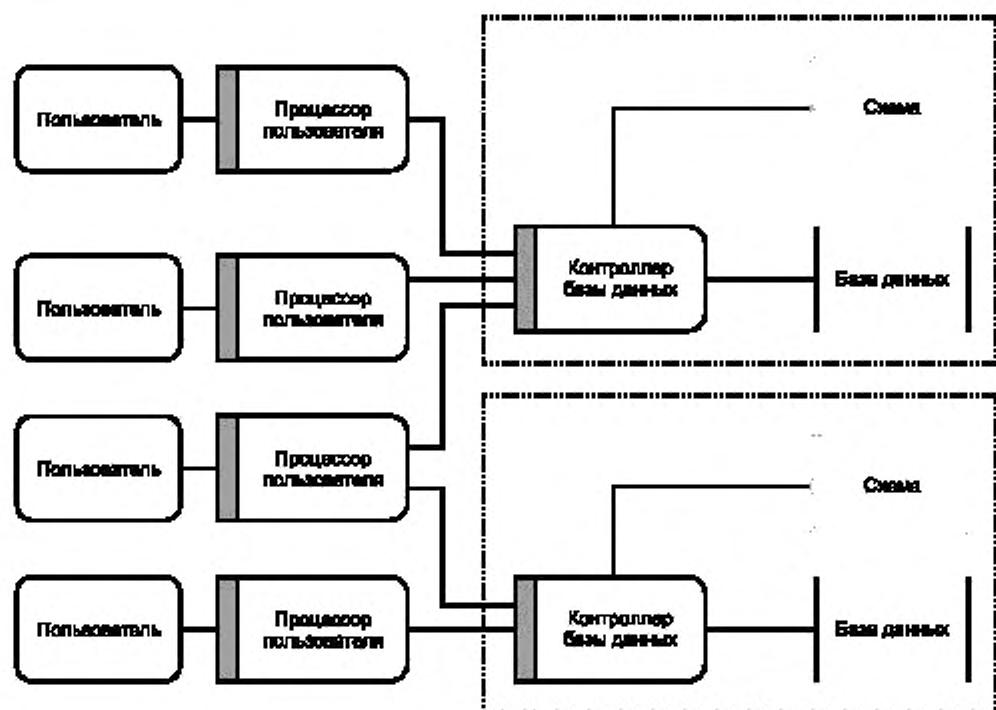 Пользователь
Процессор
пользователя
Схема
Пользователь
Процессор
пользователя
Контроллер
базы данных
База данных
Пользователь
Процессор
пользователя
Схема
Пользователь
Процессор
пользователя
Контроллер
базы данных
База данных